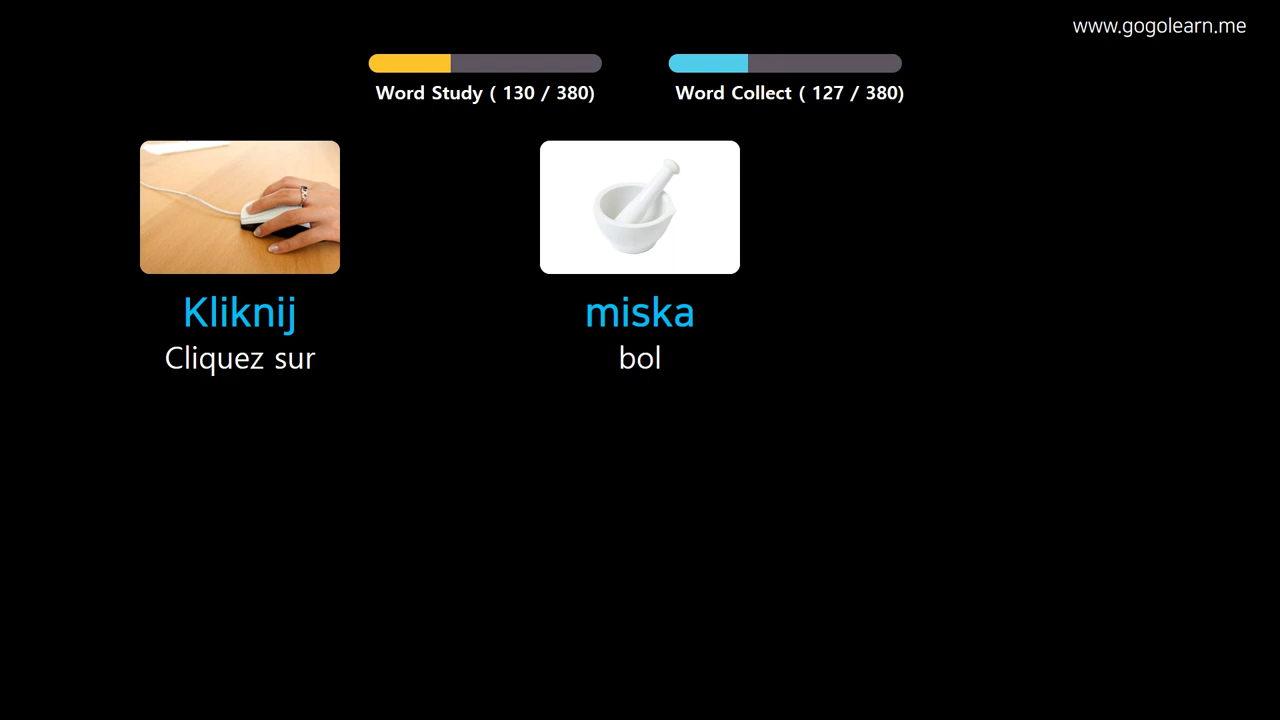 www.gogolearn.me
Word Study ( 130 / 380)
Word Collect ( 127 / 380)
Kliknij
Cliquez sur
miska
bol